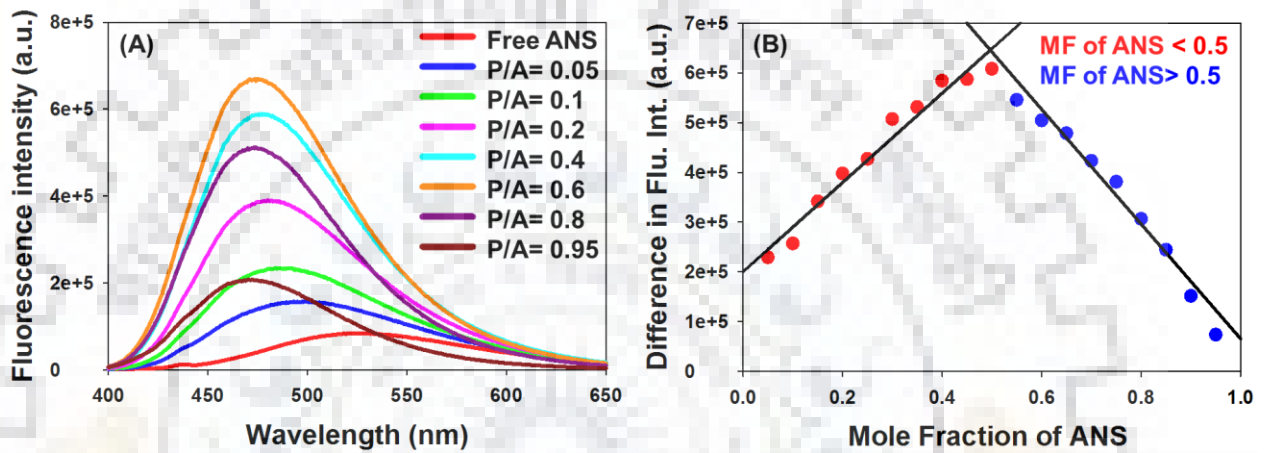 (A)
Fluorescence intensity (a.u.)
8e+5
6e+5
4e+5
2e+5
0
400 450 500 550 600 650
Wavelength (nm)
Free ANS
P/A= 0.05
P/A= 0.1
P/A= 0.2
P/A= 0.4
P/A= 0.6
P/A= 0.8
P/A= 0.95
(B)
Difference in Flu. Int. (a.u.)
7e+5
6e+5
5e+5
4e+5
3e+5
2e+5
1e+5
0
0.0 0.2 0.4 0.6 0.8 1.0
Mole Fraction of ANS
MF of ANS < 0.5
MF of ANS> 0.5